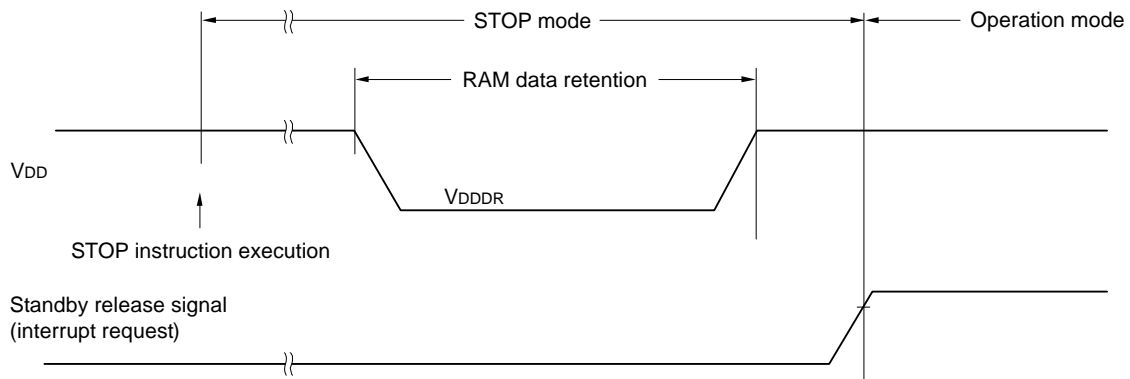 STOP mode
Operation mode
RAM data retention
VDD
VDDDR
STOP instruction execution
Standby release signal
(interrupt request)